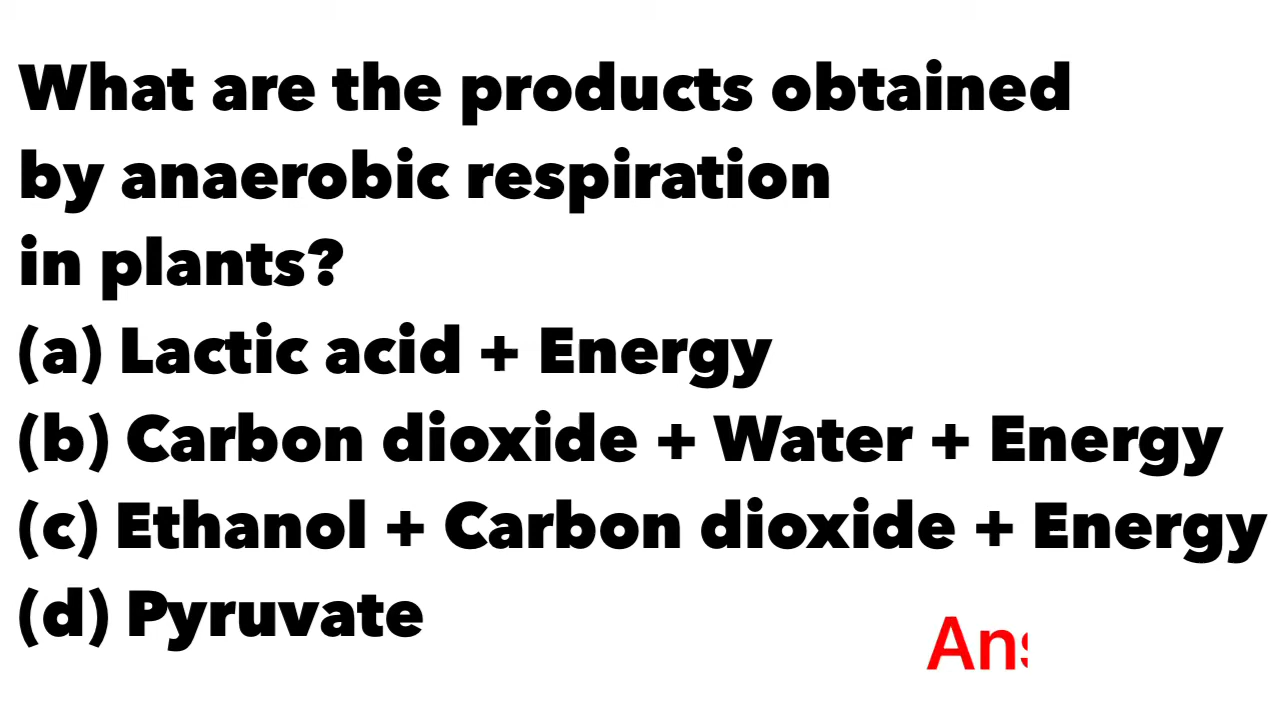 What are the products obtained
by anaerobic respiration
in plants?
(a) Lactic acid + Energy
(b) Carbon dioxide + Water + Energy
(c) Ethanol + Carbon dioxide + Energy
(d) Pyruvate